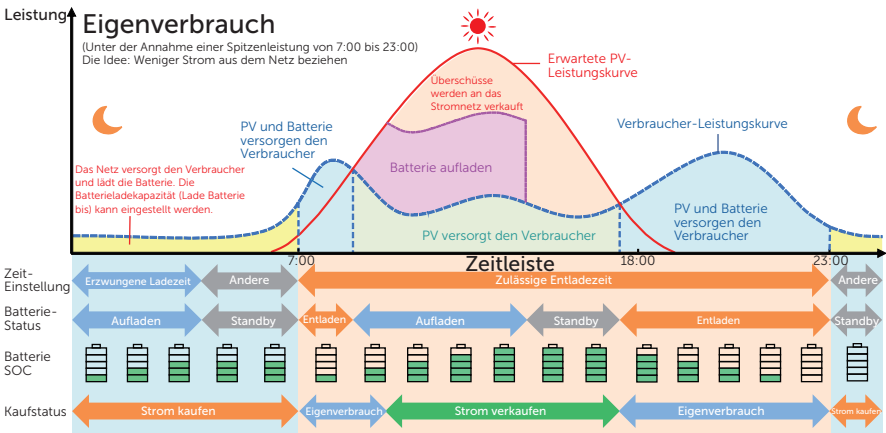 Leistung
Eigenverbrauch
(Unter der Annahme einer Spitzenleistung von 7:00 bis 23:00)
Die Idee: Weniger Strom aus dem Netz beziehen
Erwartete PV-
Leistungskurve
Überschüsse
werden an das
Stromnetz verkauft
PV und Batterie
versorgen den
Verbraucher
Verbraucher-Leistungskurve
Das Netz versorgt den Verbraucher
und lädt die Batterie. Die
Batterieladekapazität (Lade Batterie
bis) kann eingestellt werden.
Batterie aufladen
PV und Batterie
versorgen den
Verbraucher
PV versorgt den Verbraucher
7:00
Zeitleiste
18:00
23:00
Zeit-
Einstellung
Erzwungene Ladezeit
Andere
Zulässige Entladezeit
Andere
Batterie-
Status
Aufladen
Standby
Entladen
Aufladen
Standby
Entladen
Standby
Batterie
SOC
Kaufstatus
Strom kaufen
Eigenverbrauch
Strom verkaufen
Eigenverbrauch
Strom kaufen